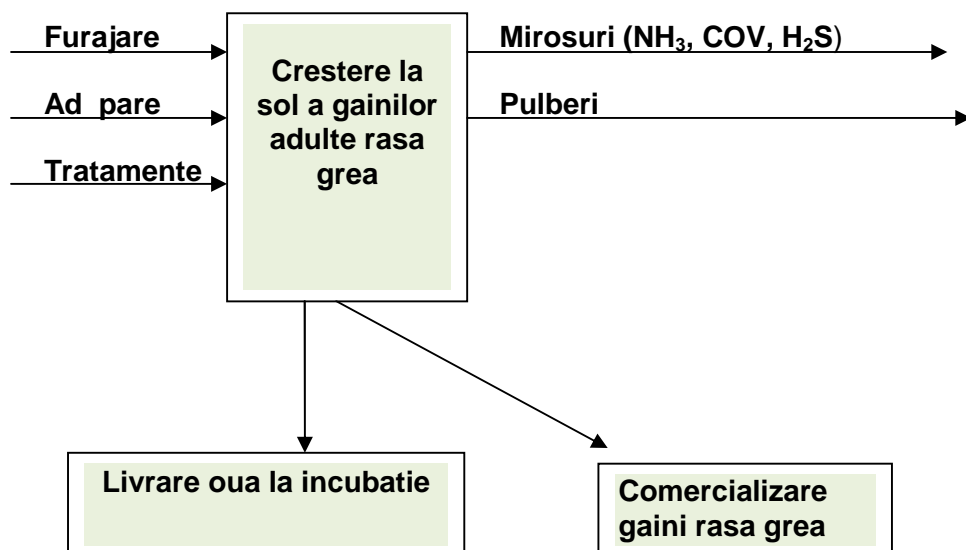 Furajare
Ad pare
Tratamente
Crestere la
sol a gainilor
adulte rasa
grea
Mirosuri (NH₃, COV, H₂S)
Pulberi
Livrare oua la incubatie
Comercializare
gaini rasa grea